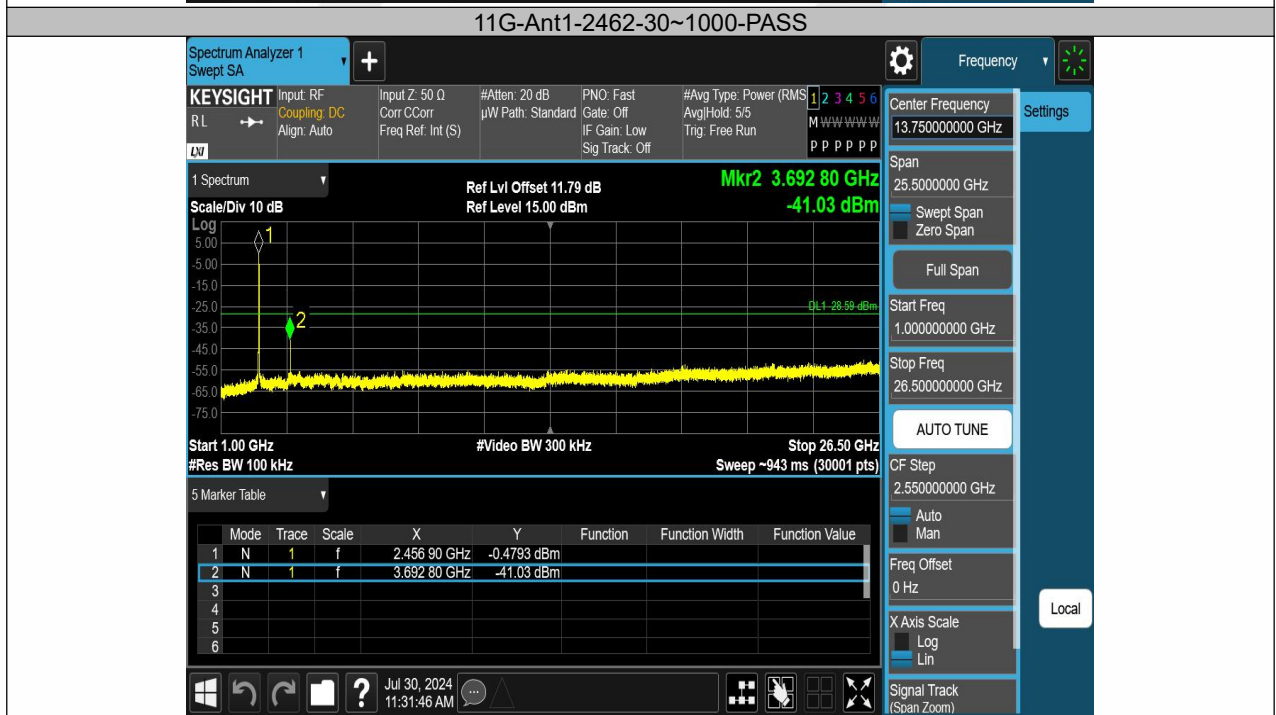 11G-Ant1-2462-30~1000-PASS
Spectrum Analyzer 1
Swept SA
+
Frequency
KEYSIGHT
RL
LXI
Input: RF
Coupling: DC
Align: Auto
Input Z: 50 Ω
Corr CCorr
Freq Ref: Int (S)
#Atten: 20 dB
µW Path: Standard
PNO: Fast
Gate: Off
IF Gain: Low
Sig Track: Off
#Avg Type: Power (RMS
Avg|Hold: 5/5
Trig: Free Run
1 2 3 4 5 6
M W W W W W
P P P P P P
Center Frequency
13.750000000 GHz
Settings
Span
25.5000000 GHz
Swept Span
Zero Span
Full Span
Start Freq
1.000000000 GHz
Stop Freq
26.500000000 GHz
AUTO TUNE
CF Step
2.550000000 GHz
Auto
Man
Freq Offset
0 Hz
X Axis Scale
Log
Lin
Signal Track
(Span Zoom)
Local
1 Spectrum
Scale/Div 10 dB
Ref Lvl Offset 11.79 dB
Ref Level 15.00 dBm
Mkr2 3.692 80 GHz
-41.03 dBm
Log
5.00
-5.00
-15.0
-25.0
-35.0
-45.0
-55.0
-65.0
-75.0
1
2
DL1 -28.59 dBm
Start 1.00 GHz
#Res BW 100 kHz
#Video BW 300 kHz
Stop 26.50 GHz
Sweep ~943 ms (30001 pts)
5 Marker Table
Mode Trace Scale X Y Function Function Width Function Value
1 N 1 f 2.456 90 GHz -0.4793 dBm
2 N 1 f 3.692 80 GHz -41.03 dBm
3
4
5
6
?
Jul 30, 2024
11:31:46 AM